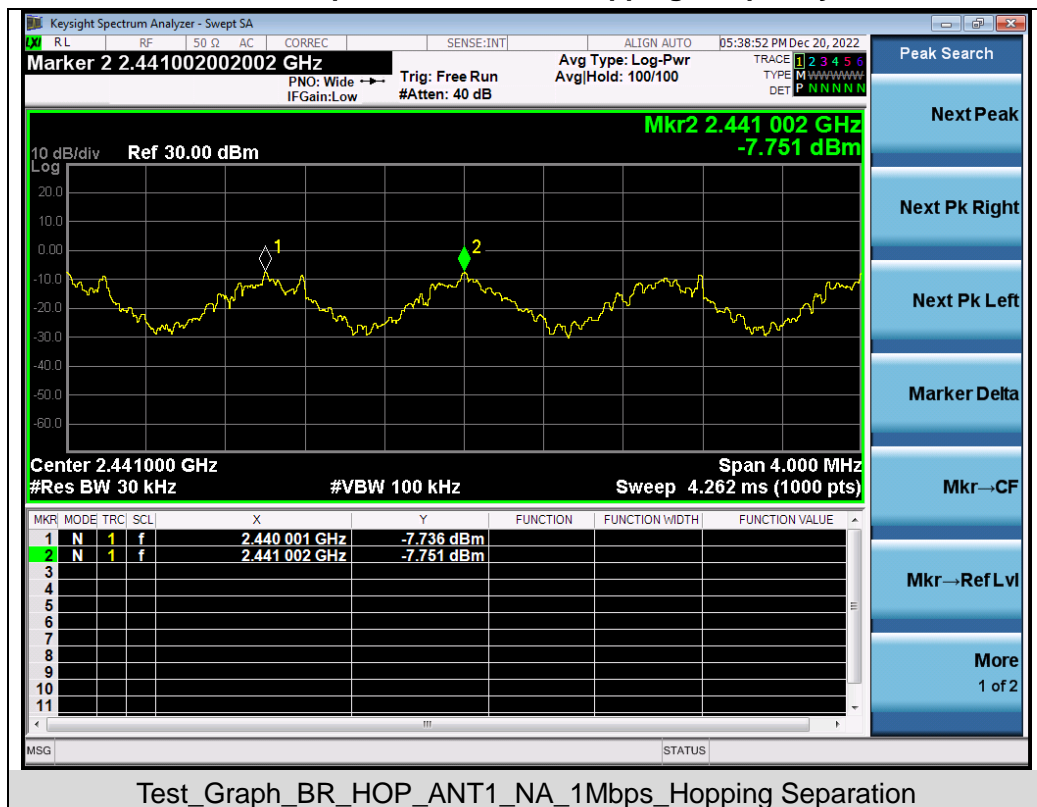 Keysight Spectrum Analyzer - Swept SA
LXI RL RF 50 Ω AC CORREC SENSE:INT ALIGN AUTO 05:38:52 PM Dec 20, 2022
Marker 2 2.441002002002 GHz
PNO: Wide
IFGain:Low
Trig: Free Run
#Atten: 40 dB
Avg Type: Log-Pwr
Avg|Hold: 100/100
TRACE 1 2 3 4 5 6
TYPE M WWWWW
DET P N N N N N
Mkr2 2.441 002 GHz
-7.751 dBm
10 dB/div Ref 30.00 dBm
Log
20.0
10.0
0.00
-10.0
-20.0
-30.0
-40.0
-50.0
-60.0
1
2
Center 2.441000 GHz Span 4.000 MHz
#Res BW 30 kHz #VBW 100 kHz Sweep 4.262 ms (1000 pts)
MKR MODE TRC SCL X Y FUNCTION FUNCTION WIDTH FUNCTION VALUE
1 N 1 f 2.440 001 GHz -7.736 dBm
2 N 1 f 2.441 002 GHz -7.751 dBm
3
4
5
6
7
8
9
10
11
MSG STATUS
Peak Search
Next Peak
Next Pk Right
Next Pk Left
Marker Delta
Mkr→CF
Mkr→Ref Lvl
More
1 of 2
Test_Graph_BR_HOP_ANT1_NA_1Mbps_Hopping Separation